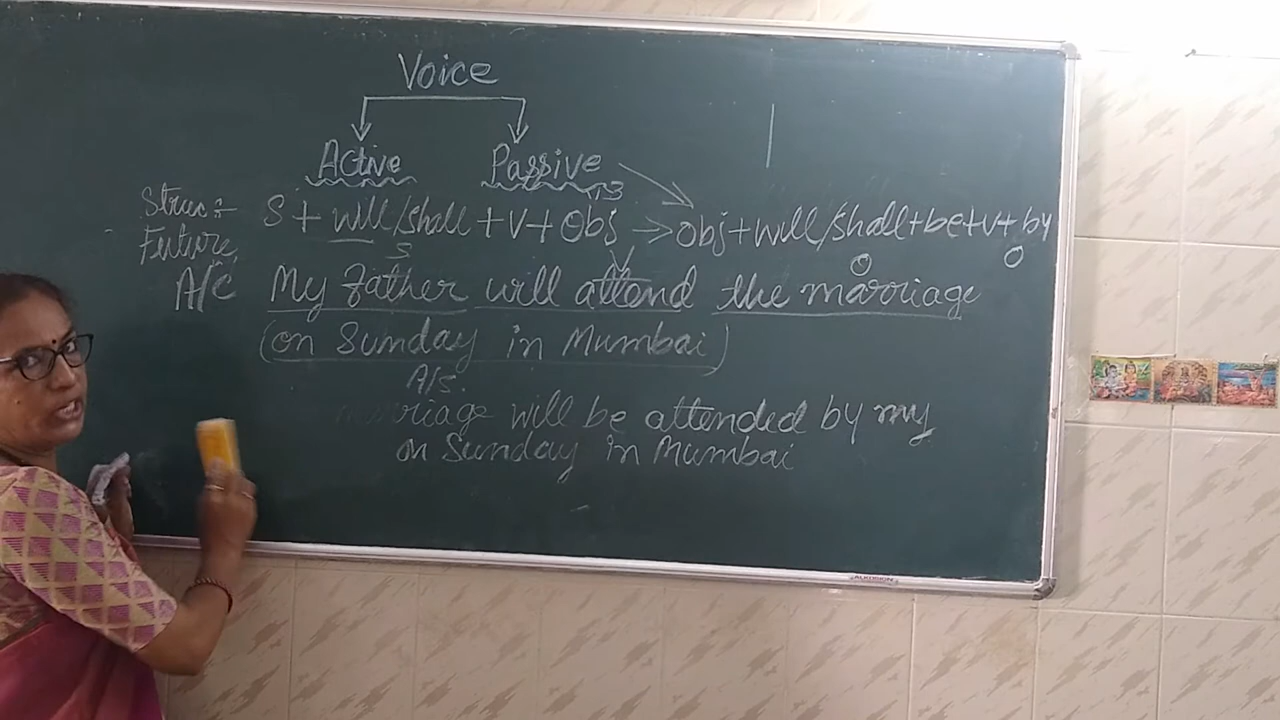 Voice
Active Passive
Struc:- S + will/shall + V + Obj → obj+will/shall+be+v+by
Future
S V O O
A/C My Father will attend the marriage
(on Sunday in Mumbai)
A/S.
marriage will be attended by my
on Sunday in Mumbai